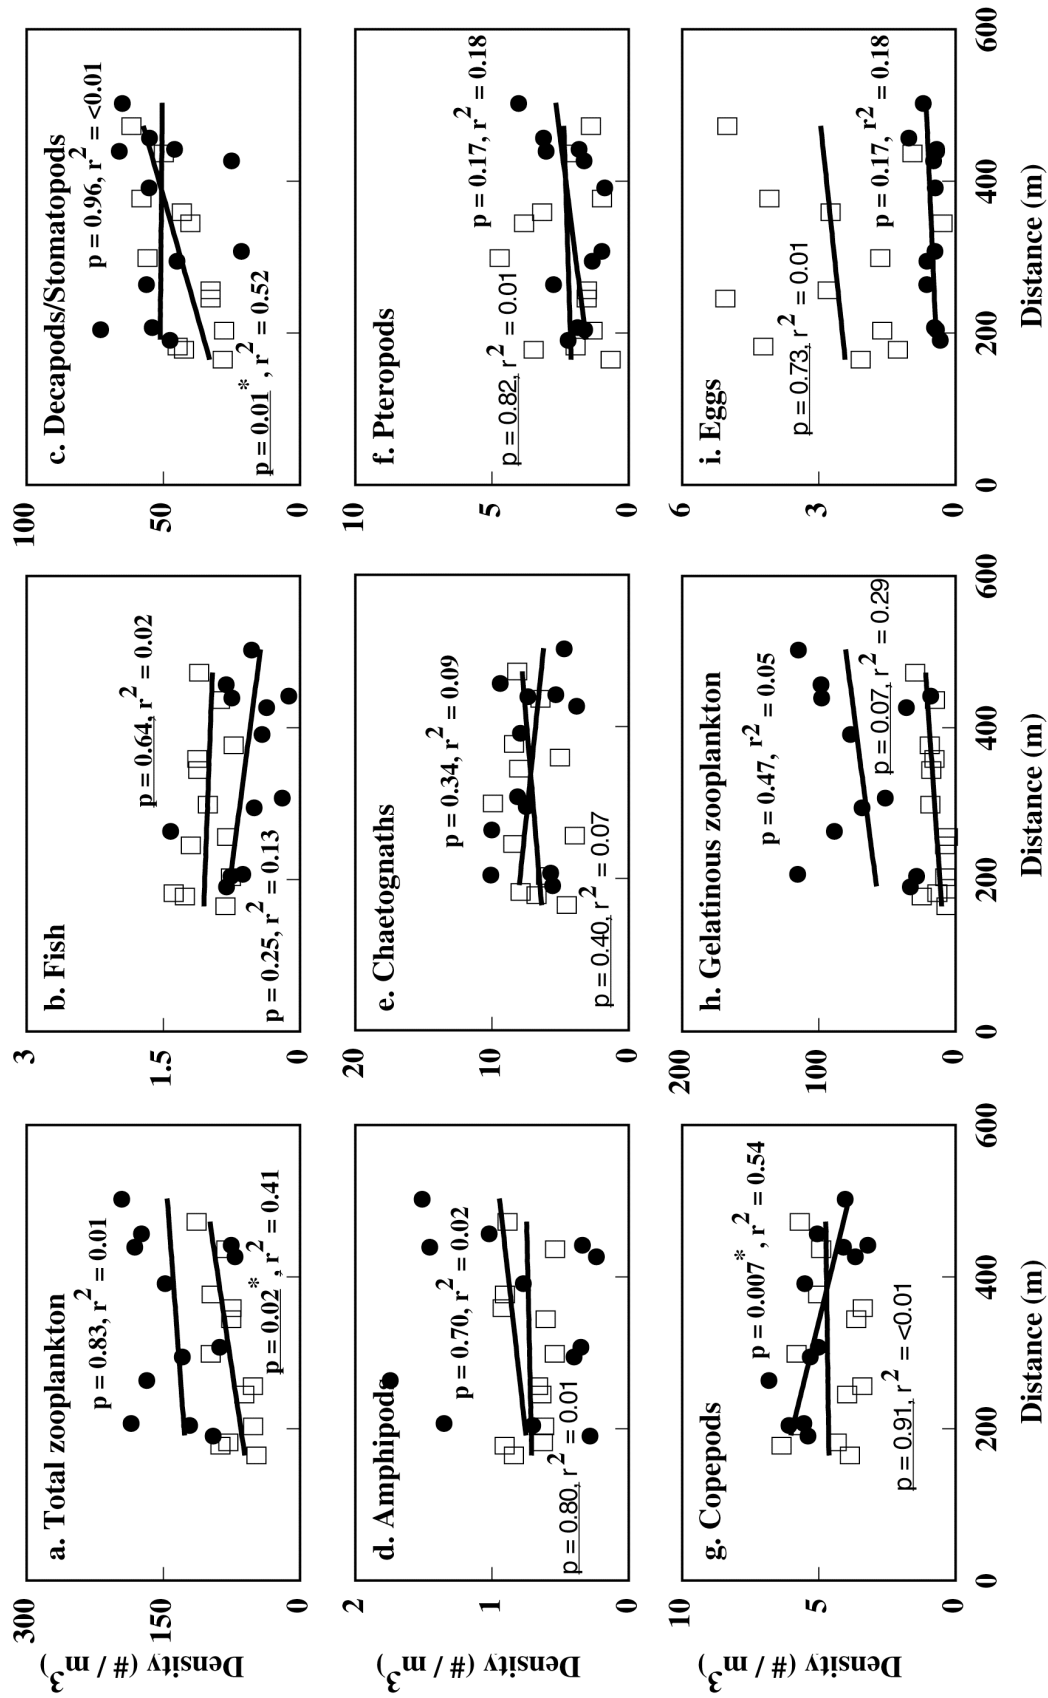 a. Total zooplankton
p = 0.83, r2 = 0.01
p = 0.02*, r2 = 0.41
300
150
0
Density (# / m3)
b. Fish
p = 0.64, r2 = 0.02
p = 0.25, r2 = 0.13
3
1.5
0
c. Decapods/Stomatopods
p = 0.96, r2 = <0.01
p = 0.01*, r2 = 0.52
100
50
0
d. Amphipods
p = 0.70, r2 = 0.02
p = 0.80, r2 = 0.01
2
1
0
Density (# / m3)
e. Chaetognaths
p = 0.34, r2 = 0.09
p = 0.40, r2 = 0.07
20
10
0
f. Pteropods
p = 0.17, r2 = 0.18
p = 0.82, r2 = 0.01
10
5
0
g. Copepods
p = 0.007*, r2 = 0.54
p = 0.91, r2 = <0.01
10
5
0
Density (# / m3)
0 200 400 600
Distance (m)
h. Gelatinous zooplankton
p = 0.47, r2 = 0.05
p = 0.07, r2 = 0.29
200
100
0
0 200 400 600
Distance (m)
i. Eggs
p = 0.73, r2 = 0.01
p = 0.17, r2 = 0.18
6
3
0
0 200 400 600
Distance (m)